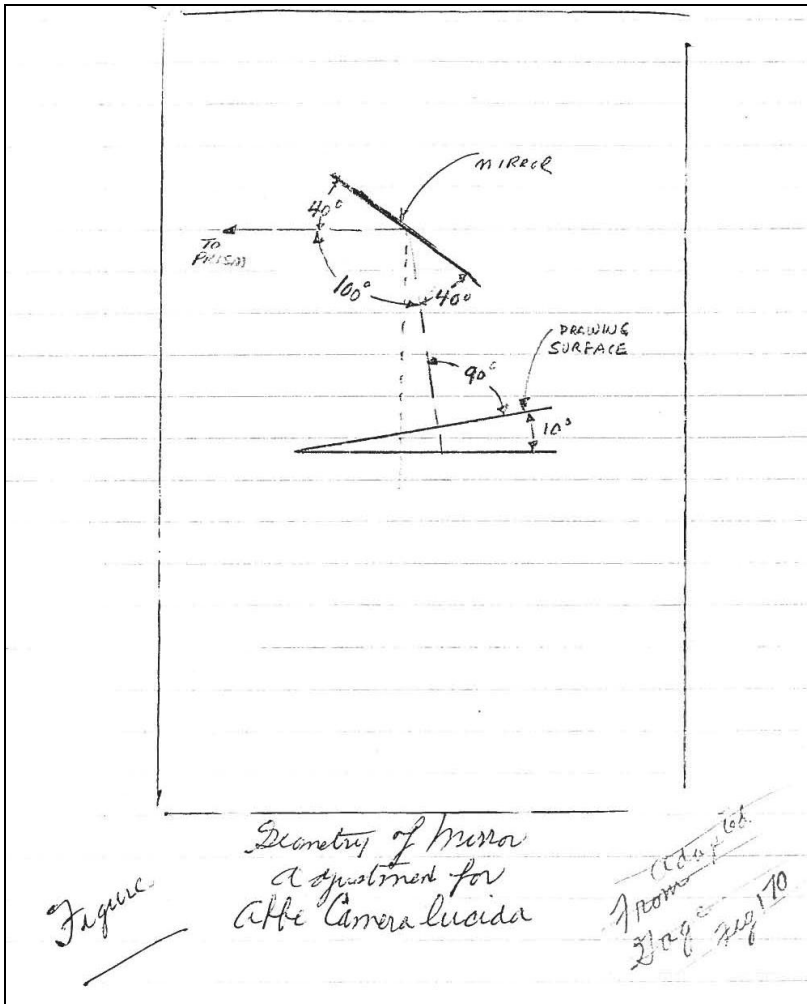 MIRROR
40°
TO
PRISM
100°
40°
DRAWING
SURFACE
90°
10°
Geometry of Mirror
Adjustment for
Abbe Camera lucida
Figure
Adapted
From
Gage
Fig 170